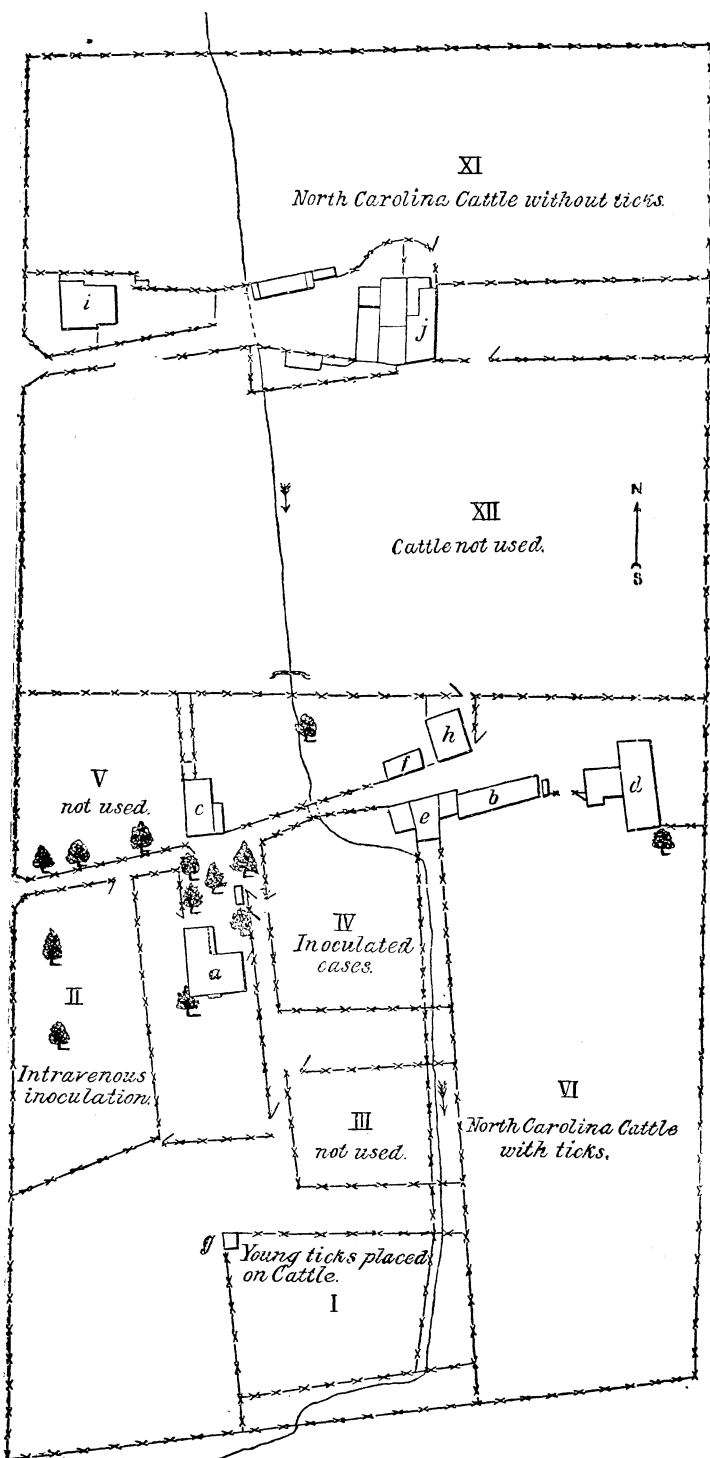 XI
North Carolina Cattle without ticks.
i
j
XII
Cattle not used.
N
S
V
not used.
c
f
h
b
e
d
IV
Inoculated
cases.
a
II
Intravenous
inoculation.
III
not used.
VI
North Carolina Cattle
with ticks.
g
Young ticks placed
on Cattle.
I